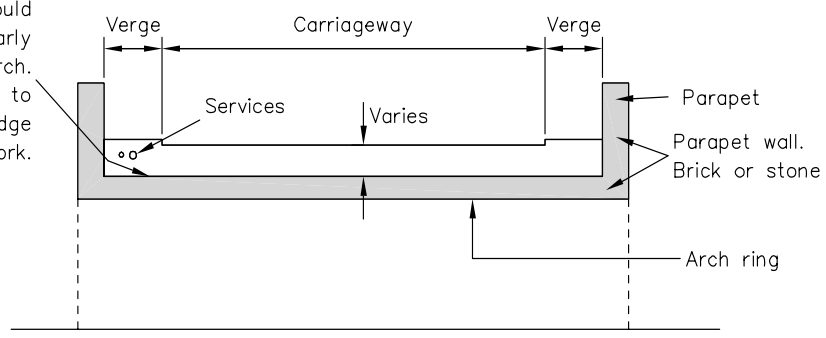 ould
arly
rch.
to
dge
ork.
Verge
Carriageway
Verge
Services
Varies
Parapet
Parapet wall.
Brick or stone
Arch ring